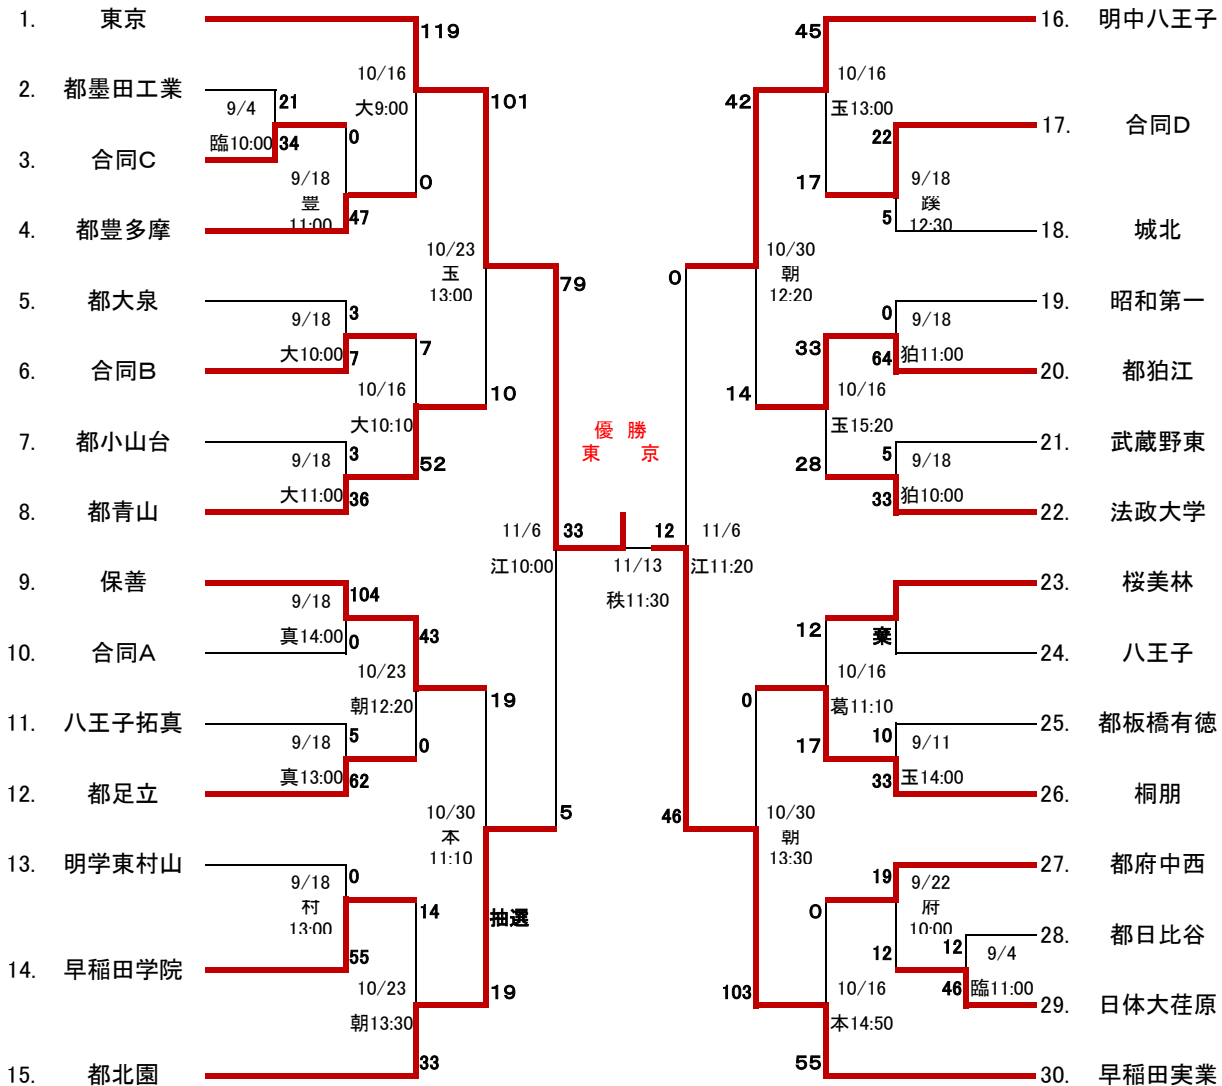 1. 東京
119
10/16
大9:00
2. 都墨田工業
9/4
臨10:00
21
34
3. 合同C
0
9/18
豊
11:00
47
4. 都豊多摩
0
101
10/23
玉
13:00
5. 都大泉
9/18
大10:00
3
7
6. 合同B
7
10/16
大10:10
10
7. 都小山台
9/18
大11:00
3
36
8. 都青山
52
79
11/6
江10:00
9. 保善
9/18
真14:00
104
0
10. 合同A
43
10/23
朝12:20
19
11. 八王子拓真
9/18
真13:00
5
62
12. 都足立
0
10/30
本
11:10
5
13. 明学東村山
9/18
村
13:00
0
55
14. 早稲田学院
14
抽選
10/23
朝13:30
19
15. 都北園
33
優 勝
東 京
33
12
11/13
秩11:30
16. 明中八王子
45
10/16
玉13:00
42
17. 合同D
22
9/18
蹊
12:30
17
5
18. 城北
0
10/30
朝
12:20
19. 昭和第一
0
9/18
狛11:00
33
64
20. 都狛江
14
10/16
玉15:20
21. 武蔵野東
5
9/18
狛10:00
28
33
22. 法政大学
11/6
江11:20
23. 桜美林
12
棄
24. 八王子
10/16
葛11:10
0
25. 都板橋有徳
10
9/11
玉14:00
17
33
26. 桐朋
46
10/30
朝
13:30
27. 都府中西
19
9/22
府
10:00
0
28. 都日比谷
12
12
9/4
臨11:00
46
29. 日体大荏原
103
10/16
本14:50
55
30. 早稲田実業